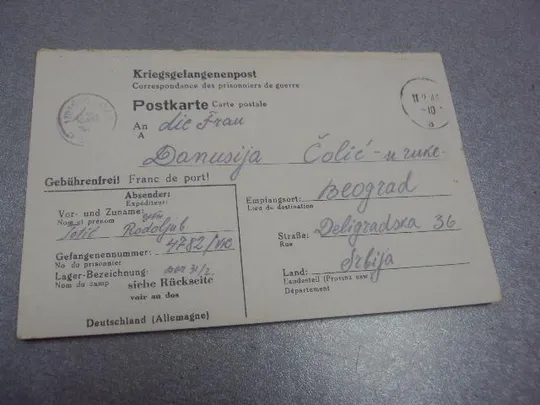 Kriegsgefangenenpost
Correspondance des prisonniers de guerre
Postkarte Carte postale
An die Frau
A
Danusija Čolić - u ruke -
Gebührenfrei! Franc de port!
Absender:
Expéditeur:
Vor- und Zuname:
Nom et prénom
Radoljub
Gefangenennummer: 4782/
No du prisonnier
Lager-Bezeichnung:
Nom du camp
siehe Rückseite
voir au dos
Deutschland (Allemagne)
Empfangsort: Beograd
Lieu de destination
Straße: Deligradska 36
Rue
Land: Srbija
Landesteil (Provinz usw.)
Département